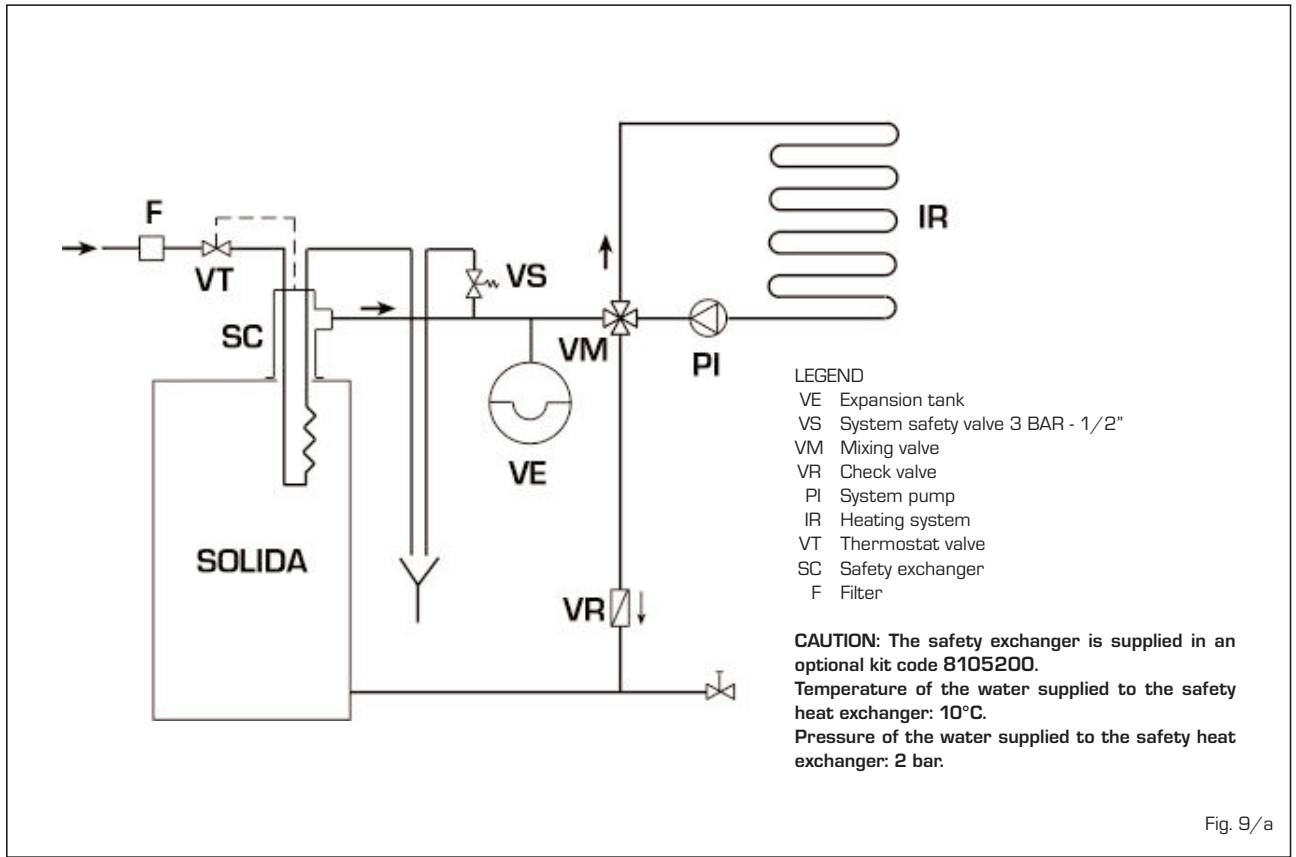 F
VT
SC
VS
VM
PI
IR
VE
SOLIDA
VR
LEGEND
VE Expansion tank
VS System safety valve 3 BAR - 1/2"
VM Mixing valve
VR Check valve
PI System pump
IR Heating system
VT Thermostat valve
SC Safety exchanger
F Filter
CAUTION: The safety exchanger is supplied in an
optional kit code 8105200.
Temperature of the water supplied to the safety
heat exchanger: 10°C.
Pressure of the water supplied to the safety heat
exchanger: 2 bar.
Fig. 9/a